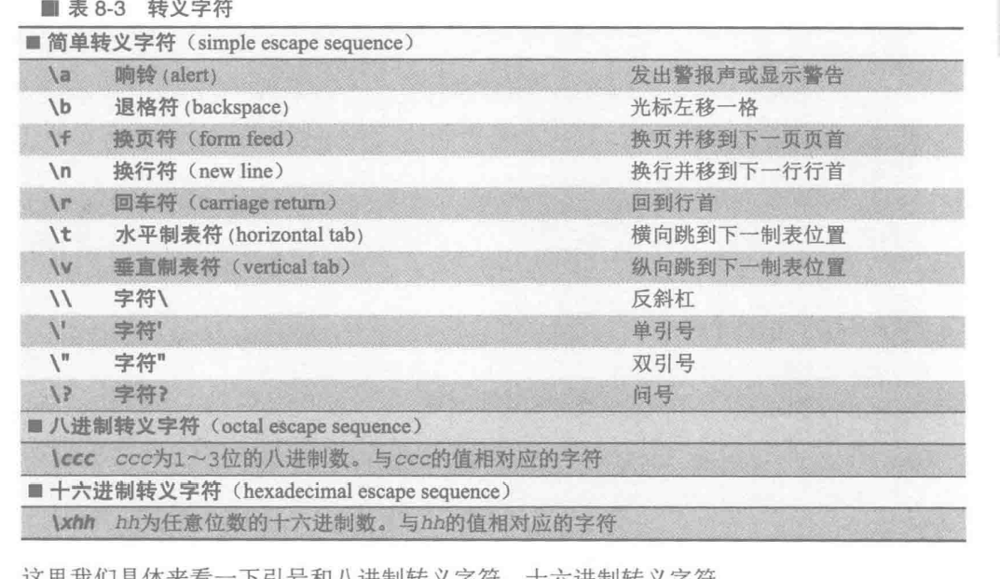 ■ 表 8-3 转义字符
■ 简单转义字符（simple escape sequence）
\a 响铃 (alert) 发出警报声或显示警告
\b 退格符 (backspace) 光标左移一格
\f 换页符（form feed） 换页并移到下一页页首
\n 换行符（new line） 换行并移到下一行行首
\r 回车符（carriage return） 回到行首
\t 水平制表符 (horizontal tab) 横向跳到下一制表位置
\v 垂直制表符（vertical tab） 纵向跳到下一制表位置
\\ 字符\ 反斜杠
\' 字符' 单引号
\" 字符" 双引号
\? 字符? 问号
■ 八进制转义字符（octal escape sequence）
\ccc ccc为1～3位的八进制数。与ccc的值相对应的字符
■ 十六进制转义字符（hexadecimal escape sequence）
\xhh hh为任意位数的十六进制数。与hh的值相对应的字符
这里我们具体来看一下引号和八进制转义字符、十六进制转义字符